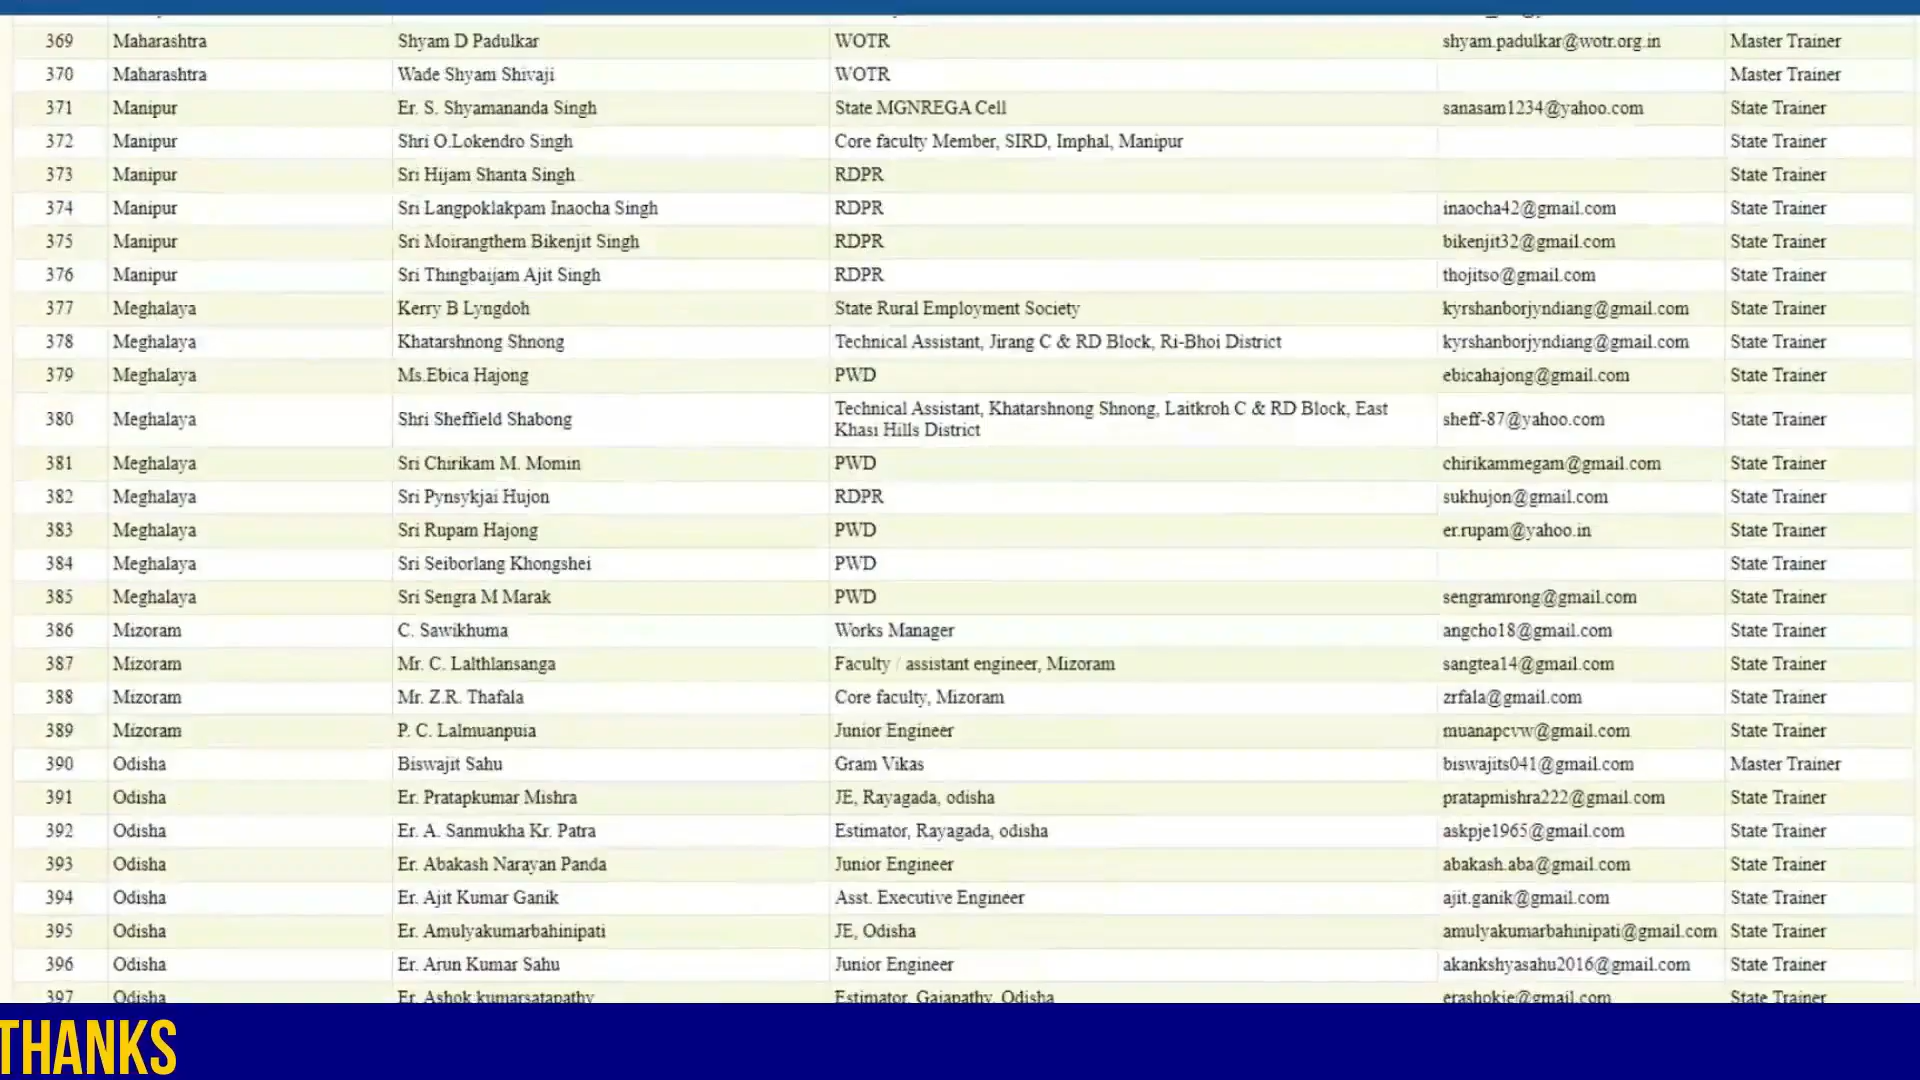 369 Maharashtra Shyam D Padulkar WOTR shyam.padulkar@wotr.org.in Master Trainer
370 Maharashtra Wade Shyam Shivaji WOTR Master Trainer
371 Manipur Er. S. Shyamananda Singh State MGNREGA Cell sanasam1234@yahoo.com State Trainer
372 Manipur Shri O.Lokendro Singh Core faculty Member, SIRD, Imphal, Manipur State Trainer
373 Manipur Sri Hijam Shanta Singh RDPR State Trainer
374 Manipur Sri Langpoklakpam Inaocha Singh RDPR inaocha42@gmail.com State Trainer
375 Manipur Sri Moirangthem Bikenjit Singh RDPR bikenjit32@gmail.com State Trainer
376 Manipur Sri Thingbaijam Ajit Singh RDPR thojitso@gmail.com State Trainer
377 Meghalaya Kerry B Lyngdoh State Rural Employment Society kyrshanborjyndiang@gmail.com State Trainer
378 Meghalaya Khatarshnong Shnong Technical Assistant, Jirang C & RD Block, Ri-Bhoi District kyrshanborjyndiang@gmail.com State Trainer
379 Meghalaya Ms.Ebica Hajong PWD ebicahajong@gmail.com State Trainer
380 Meghalaya Shri Sheffield Shabong Technical Assistant, Khatarshnong Shnong, Laitkroh C & RD Block, East
Khasi Hills District sheff-87@yahoo.com State Trainer
381 Meghalaya Sri Chirikam M. Momin PWD chirikammegam@gmail.com State Trainer
382 Meghalaya Sri Pynsykjai Hujon RDPR sukhujon@gmail.com State Trainer
383 Meghalaya Sri Rupam Hajong PWD er.rupam@yahoo.in State Trainer
384 Meghalaya Sri Seiborlang Khongshei PWD State Trainer
385 Meghalaya Sri Sengra M Marak PWD sengramrong@gmail.com State Trainer
386 Mizoram C. Sawikhuma Works Manager angcho18@gmail.com State Trainer
387 Mizoram Mr. C. Lalthlansanga Faculty / assistant engineer, Mizoram sangtea14@gmail.com State Trainer
388 Mizoram Mr. Z.R. Thafala Core faculty, Mizoram zrfala@gmail.com State Trainer
389 Mizoram P. C. Lalmuanpuia Junior Engineer muanapcvw@gmail.com State Trainer
390 Odisha Biswajit Sahu Gram Vikas biswajits041@gmail.com Master Trainer
391 Odisha Er. Pratapkumar Mishra JE, Rayagada, odisha pratapmishra222@gmail.com State Trainer
392 Odisha Er. A. Sanmukha Kr. Patra Estimator, Rayagada, odisha askpje1965@gmail.com State Trainer
393 Odisha Er. Abakash Narayan Panda Junior Engineer abakash.aba@gmail.com State Trainer
394 Odisha Er. Ajit Kumar Ganik Asst. Executive Engineer ajit.ganik@gmail.com State Trainer
395 Odisha Er. Amulyakumarbahinipati JE, Odisha amulyakumarbahinipati@gmail.com State Trainer
396 Odisha Er. Arun Kumar Sahu Junior Engineer akankshyasahu2016@gmail.com State Trainer
397 Odisha Er. Ashok kumarsatapathy Estimator, Gajapathy, Odisha erashokje@gmail.com State Trainer
THANKS